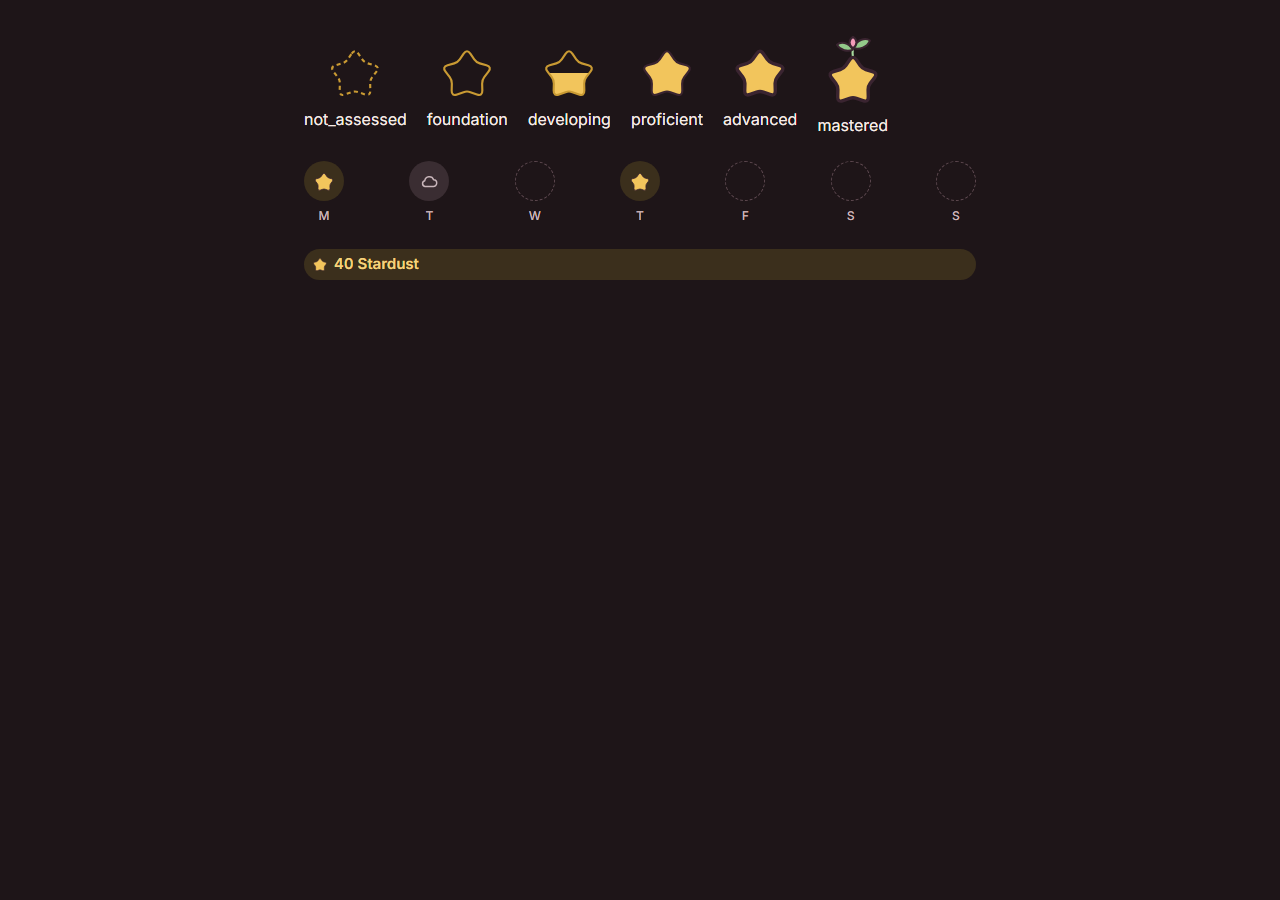 not_assessed foundation developing proficient advanced mastered
M T W T F S S
40 Stardust